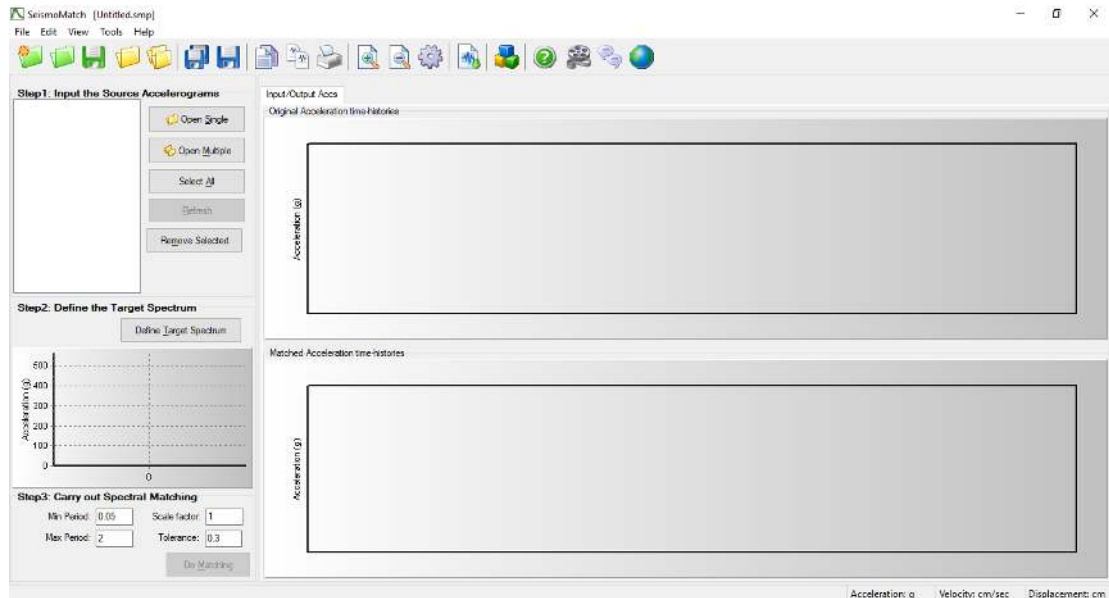 SeismoMatch [Untitled.smp]
File Edit View Tools Help
Step1: Input the Source Accelerograms
Open Single
Open Multiple
Select All
Refresh
Remove Selected
Step2: Define the Target Spectrum
Define Target Spectrum
Acceleration (g)
500
400
300
200
100
0
0
Step3: Carry out Spectral Matching
Min Period: 0.05 Scale factor: 1
Max Period: 2 Tolerance: 0.3
Do Matching
Input/Output Accs
Original Acceleration time-histories
Acceleration (g)
Matched Acceleration time-histories
Acceleration (g)
Acceleration: g Velocity: cm/sec Displacement: cm